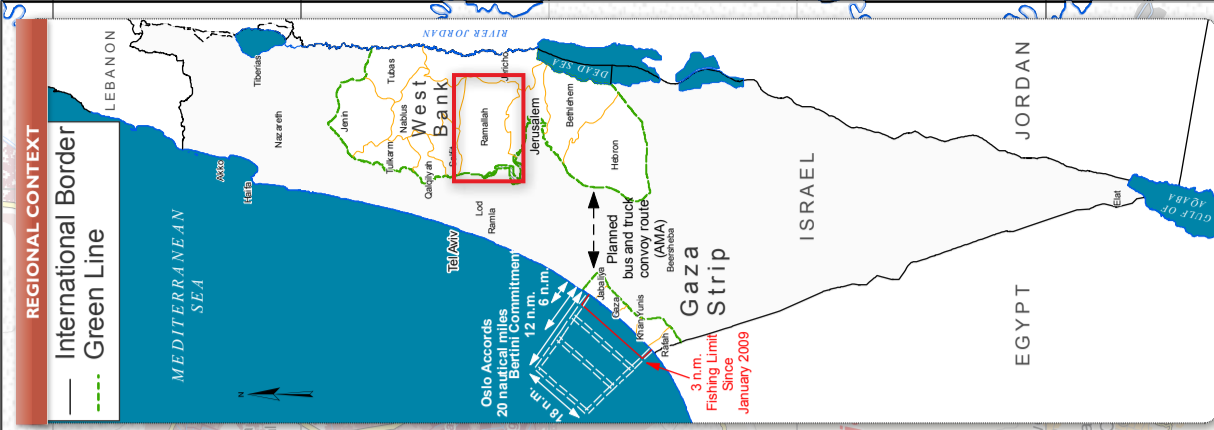 REGIONAL CONTEXT
International Border
Green Line
LEBANON
MEDITERRANEAN
SEA
N
RIVER JORDAN
Tiberias
Nazareth
Akko
Haifa
Jenin
Tubas
Nablus
Tulkarm
Qalqilyah
West
Bank
Ramallah
Jericho
Jerusalem
Bethlehem
Hebron
DEAD SEA
Lod
Ramla
Tel Aviv
Planned
bus and truck
convoy route
(AMA)
Beersheba
Gaza
Strip
Jabaliya
Gaza
Khan Yunis
Rafah
Oslo Accords
20 nautical miles
Bertini Commitment
12 n.m.
6 n.m.
18 n.m.
3 n.m.
Fishing Limit
Since
January 2009
ISRAEL
JORDAN
EGYPT
Elat
GULF OF
AQABA